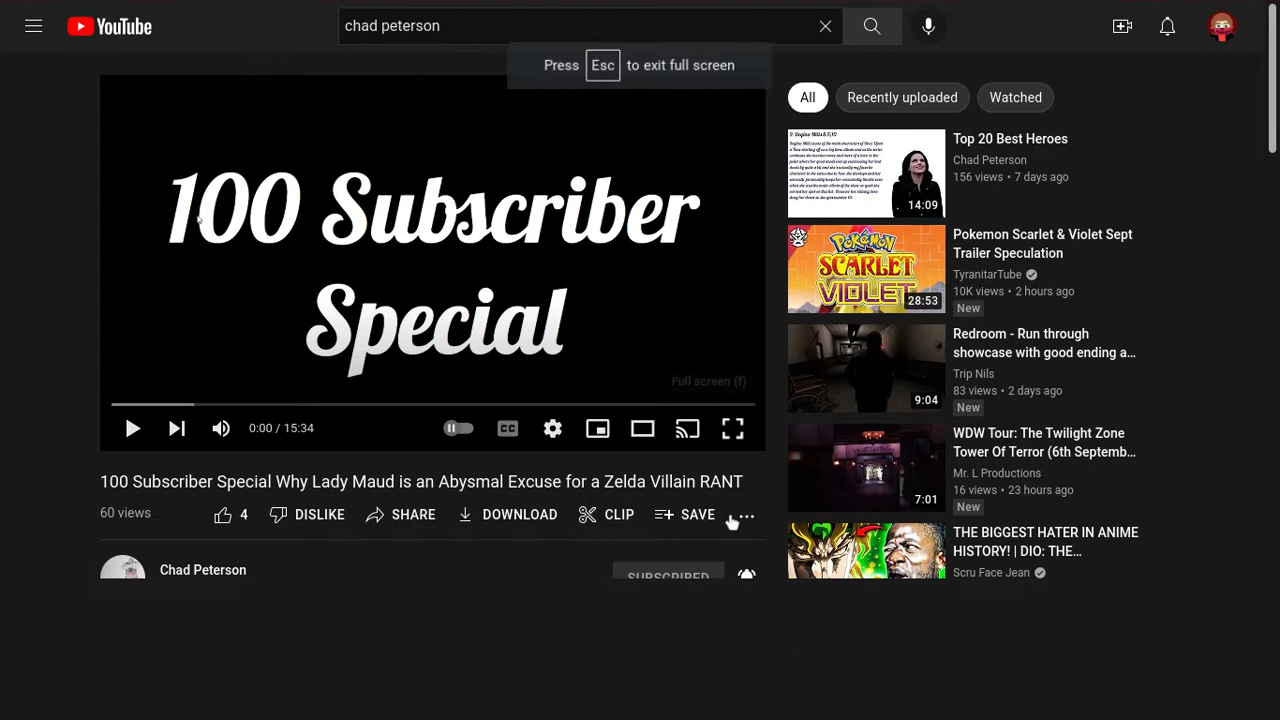 YouTube
chad peterson
Press Esc to exit full screen
100 Subscriber
Special
Full screen (f)
0:00 / 15:34
CC
100 Subscriber Special Why Lady Maud is an Abysmal Excuse for a Zelda Villain RANT
60 views
4
DISLIKE
SHARE
DOWNLOAD
CLIP
SAVE
Chad Peterson
SUBSCRIBED
All
Recently uploaded
Watched
14:09
Top 20 Best Heroes
Chad Peterson
156 views • 7 days ago
POKéMON
SCARLET
VIOLET
28:53
Pokemon Scarlet & Violet Sept
Trailer Speculation
TyranitarTube
10K views • 2 hours ago
New
9:04
Redroom - Run through
showcase with good ending a...
Trip Nils
83 views • 2 days ago
New
7:01
WDW Tour: The Twilight Zone
Tower Of Terror (6th Septemb...
Mr. L Productions
16 views • 23 hours ago
New
THE BIGGEST HATER IN ANIME
HISTORY! | DIO: THE...
Scru Face Jean